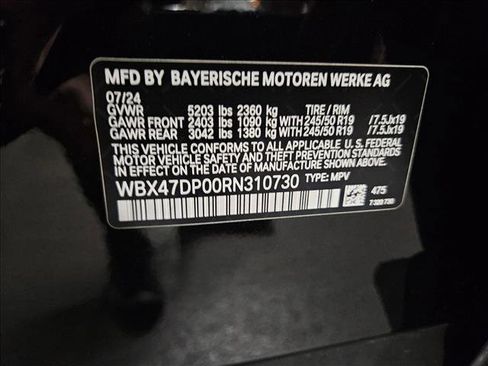 MFD BY BAYERISCHE MOTOREN WERKE AG
07/24
GVWR 5203 lbs 2360 kg TIRE / RIM
GAWR FRONT 2403 lbs 1090 kg WITH 245/50 R19 /7.5Jx19
GAWR REAR 3042 lbs 1380 kg WITH 245/50 R19 /7.5Jx19
THIS VEHICLE CONFORMS TO ALL APPLICABLE U. S. FEDERAL
MOTOR VEHICLE SAFETY AND THEFT PREVENTION STANDARDS
IN EFFECT ON THE DATE OF MANUFACTURE SHOWN ABOVE.
WBX47DP00RN310730 TYPE: MPV
475